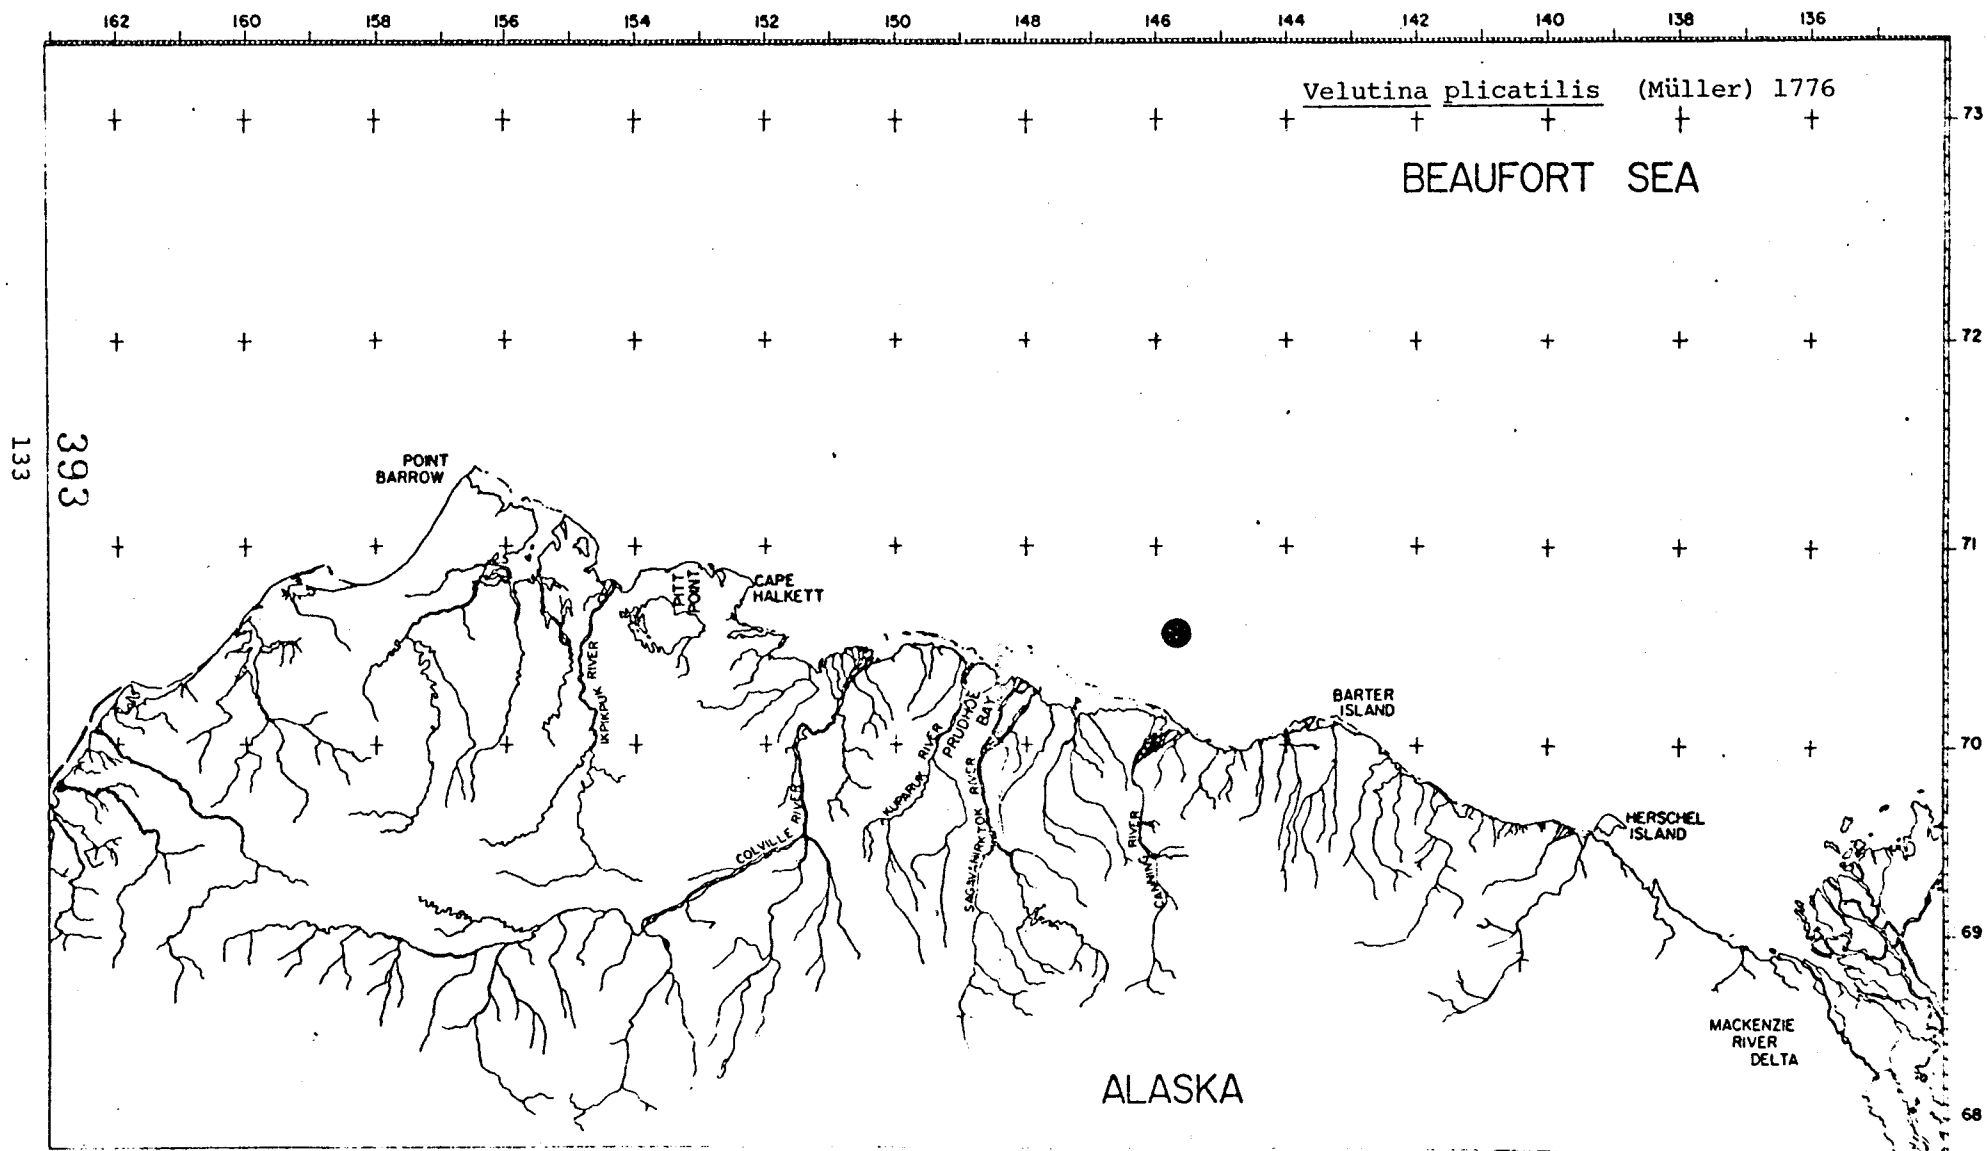 162 160 158 156 154 152 150 148 146 144 142 140 138 136
Velutina plicatilis (Müller) 1776
73
BEAUFORT SEA
72
133
393
POINT
BARROW
71
PITT
POINT
CAPE
HALKETT
IKPIKPUK RIVER
BARTER
ISLAND
PRUDHOE
BAY
70
KUPARUK RIVER
SAGAVANIRKTOK RIVER
COLVILLE RIVER
CANNING RIVER
HERSCHEL
ISLAND
69
MACKENZIE
RIVER
DELTA
ALASKA
68